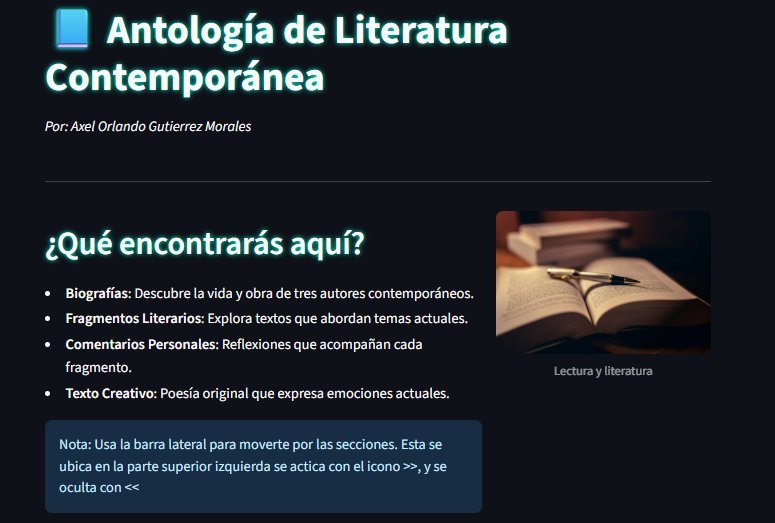 Antología de Literatura
Contemporánea
Por: Axel Orlando Gutierrez Morales
¿Qué encontrarás aquí?
Biografías: Descubre la vida y obra de tres autores contemporáneos.
Fragmentos Literarios: Explora textos que abordan temas actuales.
Comentarios Personales: Reflexiones que acompañan cada
fragmento.
Texto Creativo: Poesía original que expresa emociones actuales.
Nota: Usa la barra lateral para moverte por las secciones. Esta se
ubica en la parte superior izquierda se actica con el icono >>, y se
oculta con <<
Lectura y literatura